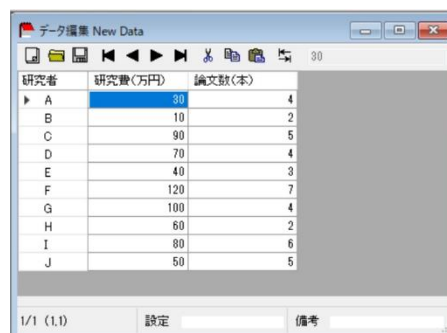 データ編集 New Data
30
研究者 研究費(万円) 論文数(本)
A 30 4
B 10 2
C 90 5
D 70 4
E 40 3
F 120 7
G 100 4
H 60 2
I 80 6
J 50 5
1/1 (1,1) 設定 備考